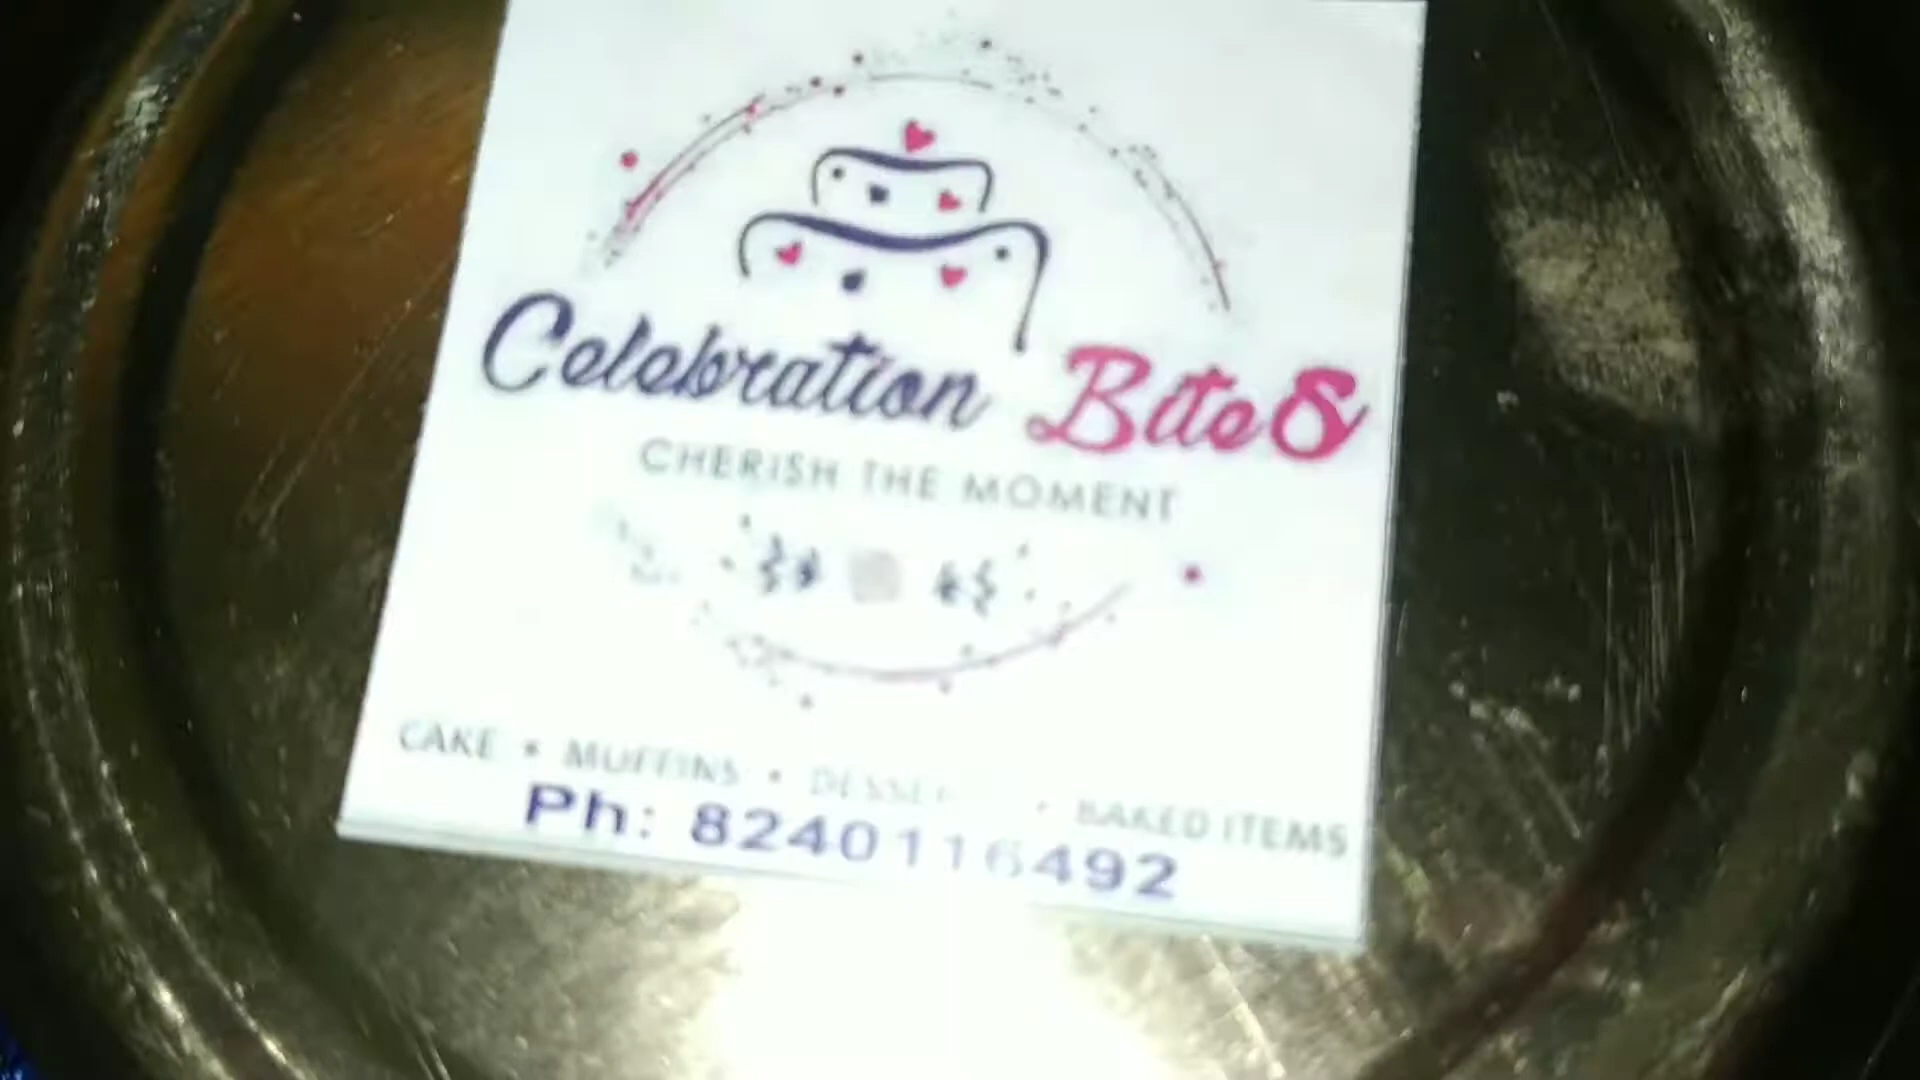 Celebration BiteS
CHERISH THE MOMENT
CAKE • MUFFINS • • BAKED ITEMS
Ph: 8240116492